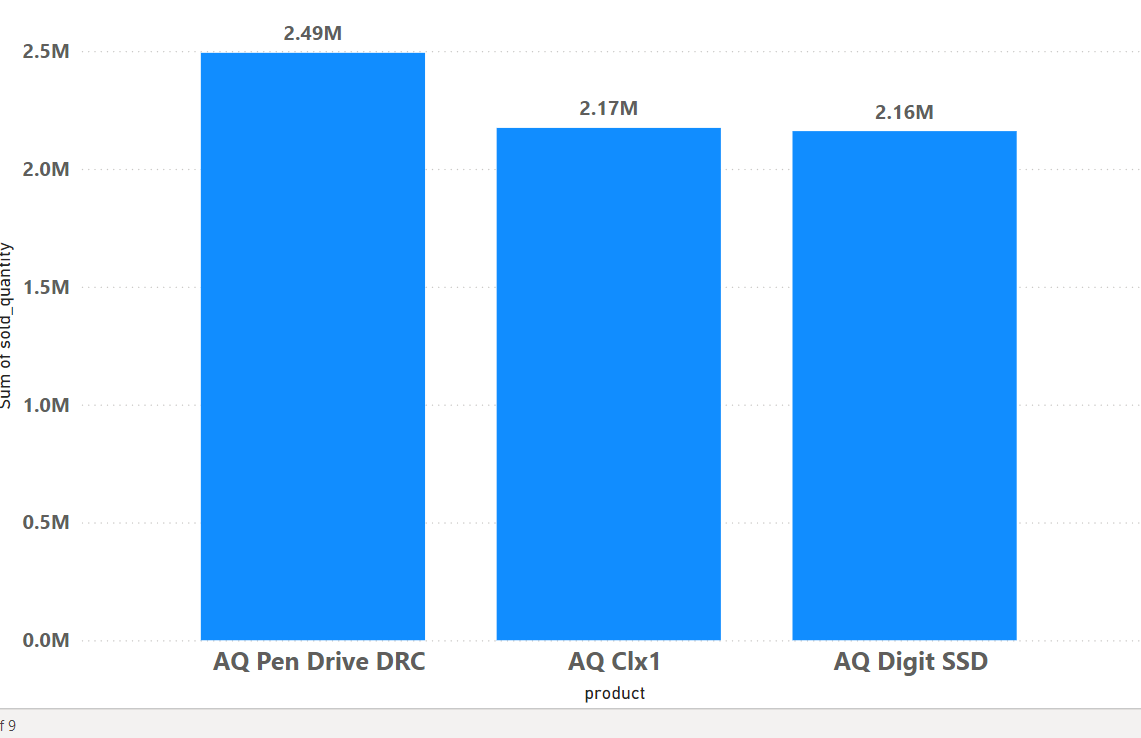 2.49M
2.17M
2.16M
2.5M
2.0M
1.5M
1.0M
0.5M
0.0M
Sum of sold_quantity
AQ Pen Drive DRC
AQ Clx1
AQ Digit SSD
product
f 9